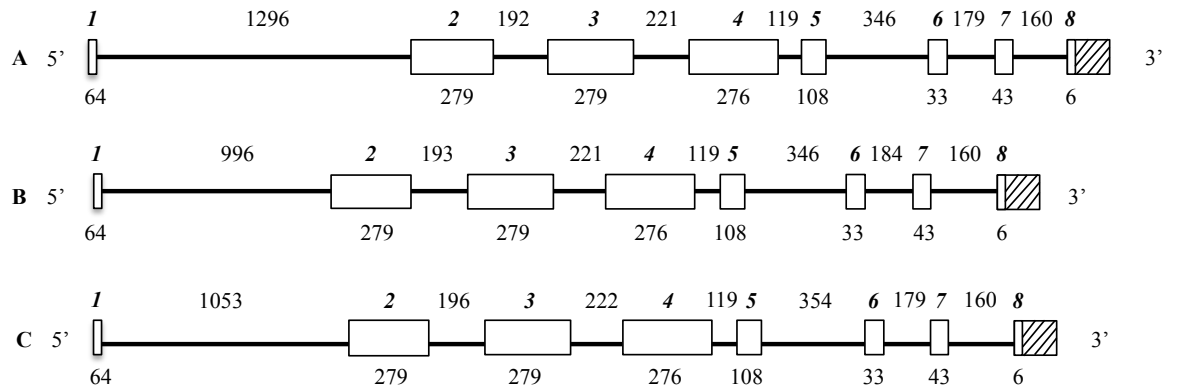 1 1296 2 192 3 221 4 119 5 346 6 179 7 160 8
A 5’ 3’
64 279 279 276 108 33 43 6
1 996 2 193 3 221 4 119 5 346 6 184 7 160 8
B 5’ 3’
64 279 279 276 108 33 43 6
1 1053 2 196 3 222 4 119 5 354 6 179 7 160 8
C 5’ 3’
64 279 279 276 108 33 43 6